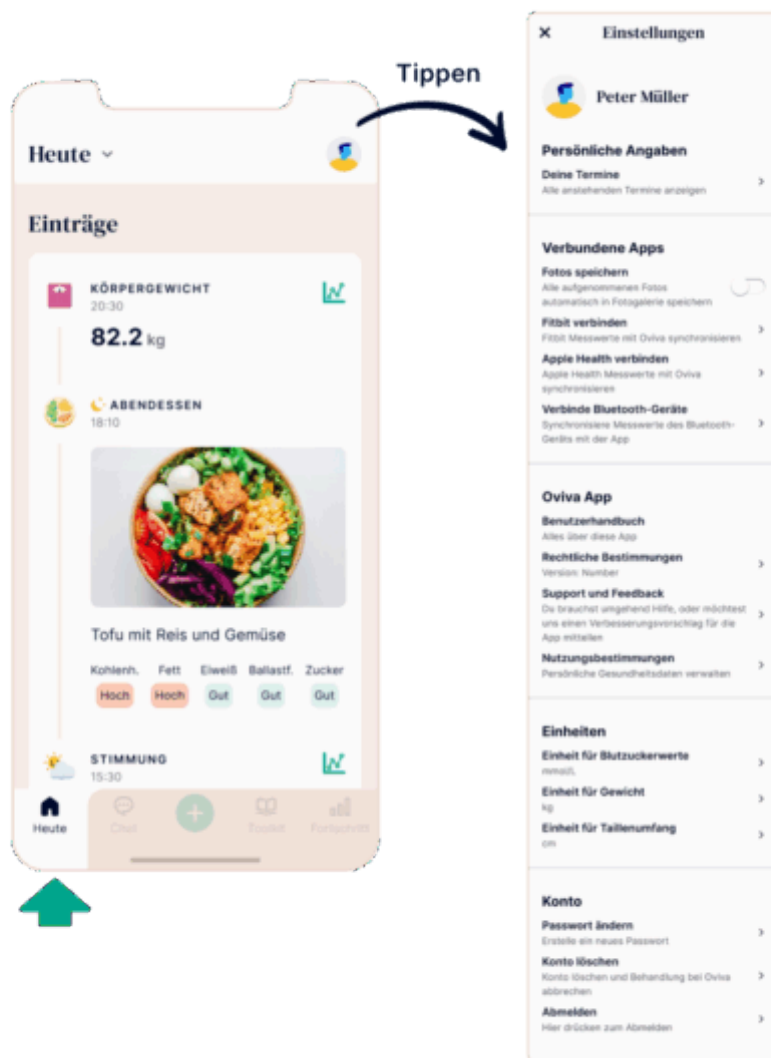 Tippen
Heute
Einträge
KÖRPERGEWICHT
20:30
82.2 kg
ABENDESSEN
18:10
Tofu mit Reis und Gemüse
Kohlenh. Fett Eiweiß Ballastf. Zucker
Hoch Hoch Gut Gut Gut
STIMMUNG
15:30
Heute Chat Toolkit Fortschritt
Einstellungen
Peter Müller
Persönliche Angaben
Deine Termine
Alle anstehenden Termine anzeigen
Verbundene Apps
Fotos speichern
Alle aufgenommenen Fotos
automatisch in Fotogalerie speichern
Fitbit verbinden
Fitbit Messwerte mit Oviva synchronisieren
Apple Health verbinden
Apple Health Messwerte mit Oviva
synchronisieren
Verbinde Bluetooth-Geräte
Synchronisiere Messwerte des Bluetooth-
Geräts mit der App
Oviva App
Benutzerhandbuch
Alles über diese App
Rechtliche Bestimmungen
Version: Number
Support und Feedback
Du brauchst umgehend Hilfe, oder möchtest
uns einen Verbesserungsvorschlag für die
App mitteilen
Nutzungsbestimmungen
Persönliche Gesundheitsdaten verwalten
Einheiten
Einheit für Blutzuckerwerte
mmol/L
Einheit für Gewicht
kg
Einheit für Taillenumfang
cm
Konto
Passwort ändern
Erstelle ein neues Passwort
Konto löschen
Konto löschen und Behandlung bei Oviva
abbrechen
Abmelden
Hier drücken zum Abmelden